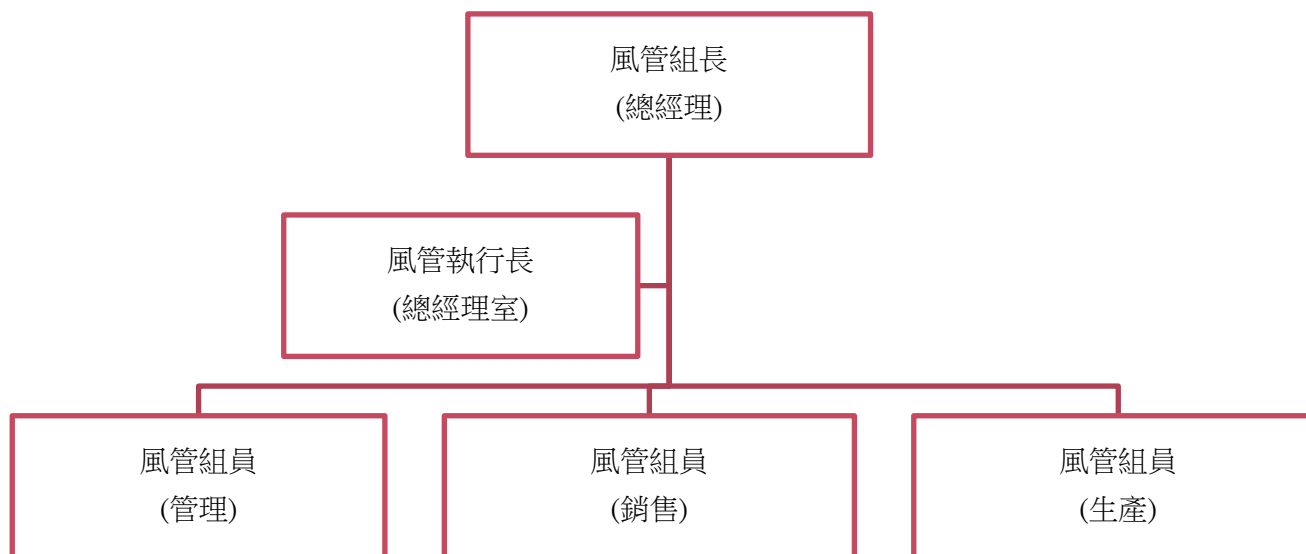 風管組長
(總經理)
風管執行長
(總經理室)
風管組員
(管理)
風管組員
(銷售)
風管組員
(生產)